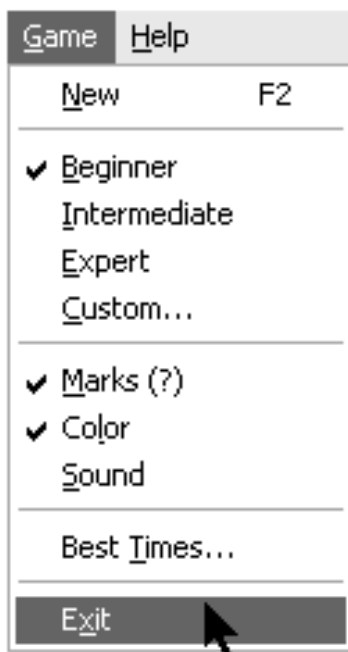 Game Help
New F2
Beginner
Intermediate
Expert
Custom...
Marks (?)
Color
Sound
Best Times...
Exit